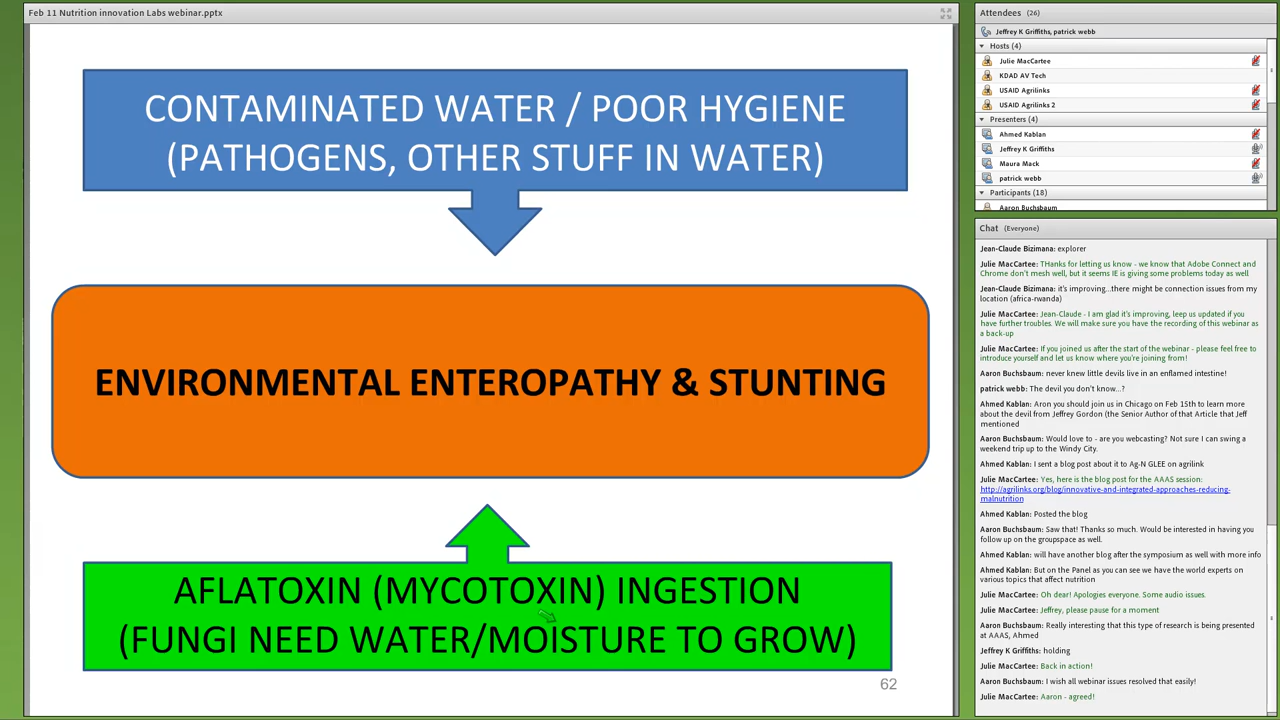 Feb 11 Nutrition innovation Labs webinar.pptx
CONTAMINATED WATER / POOR HYGIENE
(PATHOGENS, OTHER STUFF IN WATER)
ENVIRONMENTAL ENTEROPATHY & STUNTING
AFLATOXIN (MYCOTOXIN) INGESTION
(FUNGI NEED WATER/MOISTURE TO GROW)
62
Attendees (26)
Jeffrey K Griffiths, patrick webb
Hosts (4)
Julie MacCartee
KDAD AV Tech
USAID Agrilinks
USAID Agrilinks 2
Presenters (4)
Ahmed Kablan
Jeffrey K Griffiths
Maura Mack
patrick webb
Participants (18)
Aaron Buchsbaum
Chat (Everyone)
Jean-Claude Bizimana: explorer
Julie MacCartee: THanks for letting us know - we know that Adobe Connect and
Chrome don't mesh well, but it seems IE is giving some problems today as well
Jean-Claude Bizimana: it's improving...there might be connection issues from my
location (africa-rwanda)
Julie MacCartee: Jean-Claude - I am glad it's improving, leep us updated if you
have further troubles. We will make sure you have the recording of this webinar as
a back-up
Julie MacCartee: If you joined us after the start of the webinar - please feel free to
introduce yourself and let us know where you're joining from!
Aaron Buchsbaum: never knew little devils live in an enflamed intestine!
patrick webb: The devil you don't know...?
Ahmed Kablan: Aron you should join us in Chicago on Feb 15th to learn more
about the devil from Jeffrey Gordon (the Senior Author of that Article that Jeff
mentioned
Aaron Buchsbaum: Would love to - are you webcasting? Not sure I can swing a
weekend trip up to the Windy City.
Ahmed Kablan: I sent a blog post about it to Ag-N GLEE on agrilink
Julie MacCartee: Yes, here is the blog post for the AAAS session:
http://agrilinks.org/blog/innovative-and-integrated-approaches-reducing-
malnutrition
Ahmed Kablan: Posted the blog
Aaron Buchsbaum: Saw that! Thanks so much. Would be interested in having you
follow up on the groupspace as well.
Ahmed Kablan: will have another blog after the symposium as well with more info
Ahmed Kablan: But on the Panel as you can see we have the world experts on
various topics that affect nutrition
Julie MacCartee: Oh dear! Apologies everyone. Some audio issues.
Julie MacCartee: Jeffrey, please pause for a moment
Aaron Buchsbaum: Really interesting that this type of research is being presented
at AAAS, Ahmed
Jeffrey K Griffiths: holding
Julie MacCartee: Back in action!
Aaron Buchsbaum: I wish all webinar issues resolved that easily!
Julie MacCartee: Aaron - agreed!